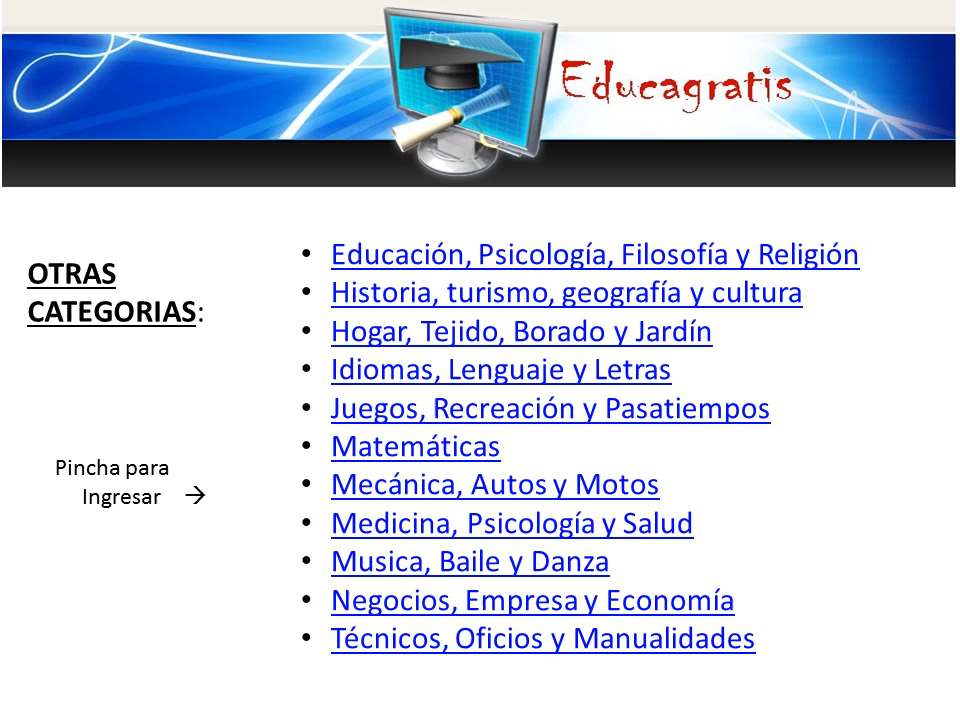 Educagratis
OTRAS
CATEGORIAS:
Pincha para
Ingresar →
• Educación, Psicología, Filosofía y Religión
• Historia, turismo, geografía y cultura
• Hogar, Tejido, Borado y Jardín
• Idiomas, Lenguaje y Letras
• Juegos, Recreación y Pasatiempos
• Matemáticas
• Mecánica, Autos y Motos
• Medicina, Psicología y Salud
• Musica, Baile y Danza
• Negocios, Empresa y Economía
• Técnicos, Oficios y Manualidades